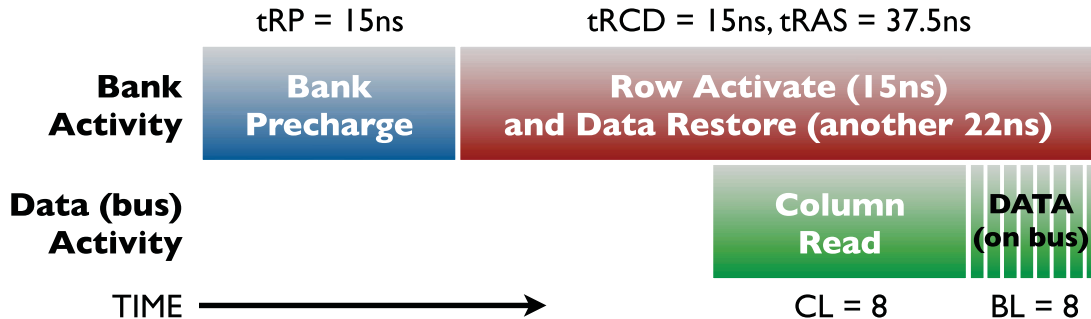 tRP = 15ns
tRCD = 15ns, tRAS = 37.5ns
Bank
Activity
Bank
Precharge
Row Activate (15ns)
and Data Restore (another 22ns)
Data (bus)
Activity
Column
Read
DATA
(on bus)
TIME
CL = 8
BL = 8